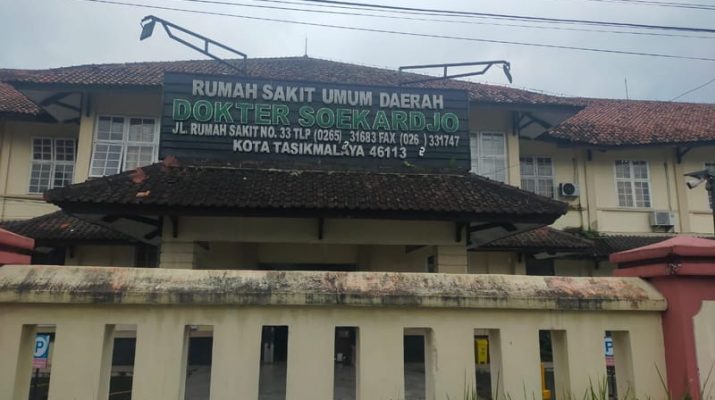 RUMAH SAKIT UMUM DAERAH
DOKTER SOEKARDJO
JL. RUMAH SAKIT NO. 33 TLP (0265) 31683 FAX (026 ) 331747
KOTA TASIKMALAYA 46113
P